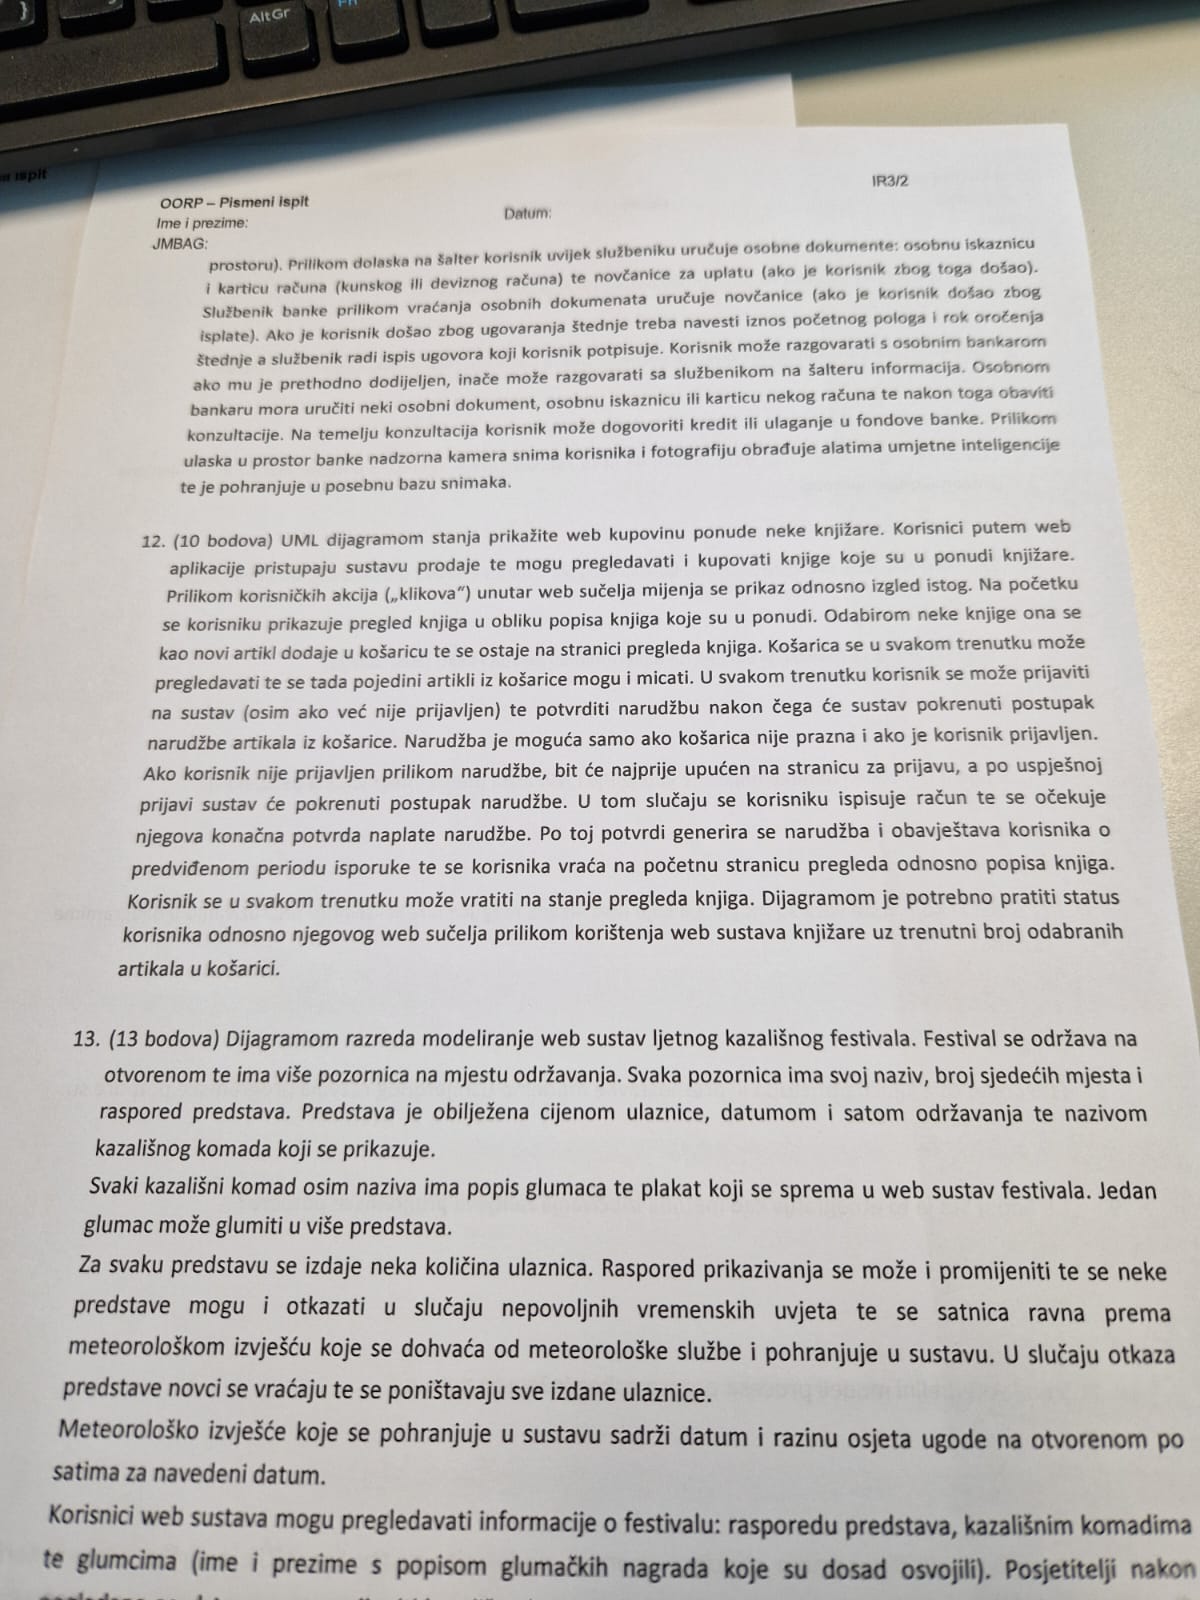 AltGr
Fn
}
ispit
IR3/2
OORP – Pismeni ispit
Ime i prezime:
Datum:
JMBAG:
prostoru). Prilikom dolaska na šalter korisnik uvijek službeniku uručuje osobne dokumente: osobnu iskaznicu
i karticu računa (kunskog ili deviznog računa) te novčanice za uplatu (ako je korisnik zbog toga došao).
Službenik banke prilikom vraćanja osobnih dokumenata uručuje novčanice (ako je korisnik došao zbog
isplate). Ako je korisnik došao zbog ugovaranja štednje treba navesti iznos početnog pologa i rok oročenja
štednje a službenik radi ispis ugovora koji korisnik potpisuje. Korisnik može razgovarati s osobnim bankarom
ako mu je prethodno dodijeljen, inače može razgovarati sa službenikom na šalteru informacija. Osobnom
bankaru mora uručiti neki osobni dokument, osobnu iskaznicu ili karticu nekog računa te nakon toga obaviti
konzultacije. Na temelju konzultacija korisnik može dogovoriti kredit ili ulaganje u fondove banke. Prilikom
ulaska u prostor banke nadzorna kamera snima korisnika i fotografiju obrađuje alatima umjetne inteligencije
te je pohranjuje u posebnu bazu snimaka.
12. (10 bodova) UML dijagramom stanja prikažite web kupovinu ponude neke knjižare. Korisnici putem web
aplikacije pristupaju sustavu prodaje te mogu pregledavati i kupovati knjige koje su u ponudi knjižare.
Prilikom korisničkih akcija („klikova“) unutar web sučelja mijenja se prikaz odnosno izgled istog. Na početku
se korisniku prikazuje pregled knjiga u obliku popisa knjiga koje su u ponudi. Odabirom neke knjige ona se
kao novi artikl dodaje u košaricu te se ostaje na stranici pregleda knjiga. Košarica se u svakom trenutku može
pregledavati te se tada pojedini artikli iz košarice mogu i micati. U svakom trenutku korisnik se može prijaviti
na sustav (osim ako već nije prijavljen) te potvrditi narudžbu nakon čega će sustav pokrenuti postupak
narudžbe artikala iz košarice. Narudžba je moguća samo ako košarica nije prazna i ako je korisnik prijavljen.
Ako korisnik nije prijavljen prilikom narudžbe, bit će najprije upućen na stranicu za prijavu, a po uspješnoj
prijavi sustav će pokrenuti postupak narudžbe. U tom slučaju se korisniku ispisuje račun te se očekuje
njegova konačna potvrda naplate narudžbe. Po toj potvrdi generira se narudžba i obavještava korisnika o
predviđenom periodu isporuke te se korisnika vraća na početnu stranicu pregleda odnosno popisa knjiga.
Korisnik se u svakom trenutku može vratiti na stanje pregleda knjiga. Dijagramom je potrebno pratiti status
korisnika odnosno njegovog web sučelja prilikom korištenja web sustava knjižare uz trenutni broj odabranih
artikala u košarici.
13. (13 bodova) Dijagramom razreda modeliranje web sustav ljetnog kazališnog festivala. Festival se održava na
otvorenom te ima više pozornica na mjestu održavanja. Svaka pozornica ima svoj naziv, broj sjedećih mjesta i
raspored predstava. Predstava je obilježena cijenom ulaznice, datumom i satom održavanja te nazivom
kazališnog komada koji se prikazuje.
Svaki kazališni komad osim naziva ima popis glumaca te plakat koji se sprema u web sustav festivala. Jedan
glumac može glumiti u više predstava.
Za svaku predstavu se izdaje neka količina ulaznica. Raspored prikazivanja se može i promijeniti te se neke
predstave mogu i otkazati u slučaju nepovoljnih vremenskih uvjeta te se satnica ravna prema
meteorološkom izvješću koje se dohvaća od meteorološke službe i pohranjuje u sustavu. U slučaju otkaza
predstave novci se vraćaju te se poništavaju sve izdane ulaznice.
Meteorološko izvješće koje se pohranjuje u sustavu sadrži datum i razinu osjeta ugode na otvorenom po
satima za navedeni datum.
Korisnici web sustava mogu pregledavati informacije o festivalu: rasporedu predstava, kazališnim komadima
te glumcima (ime i prezime s popisom glumačkih nagrada koje su dosad osvojili). Posjetitelji nakon